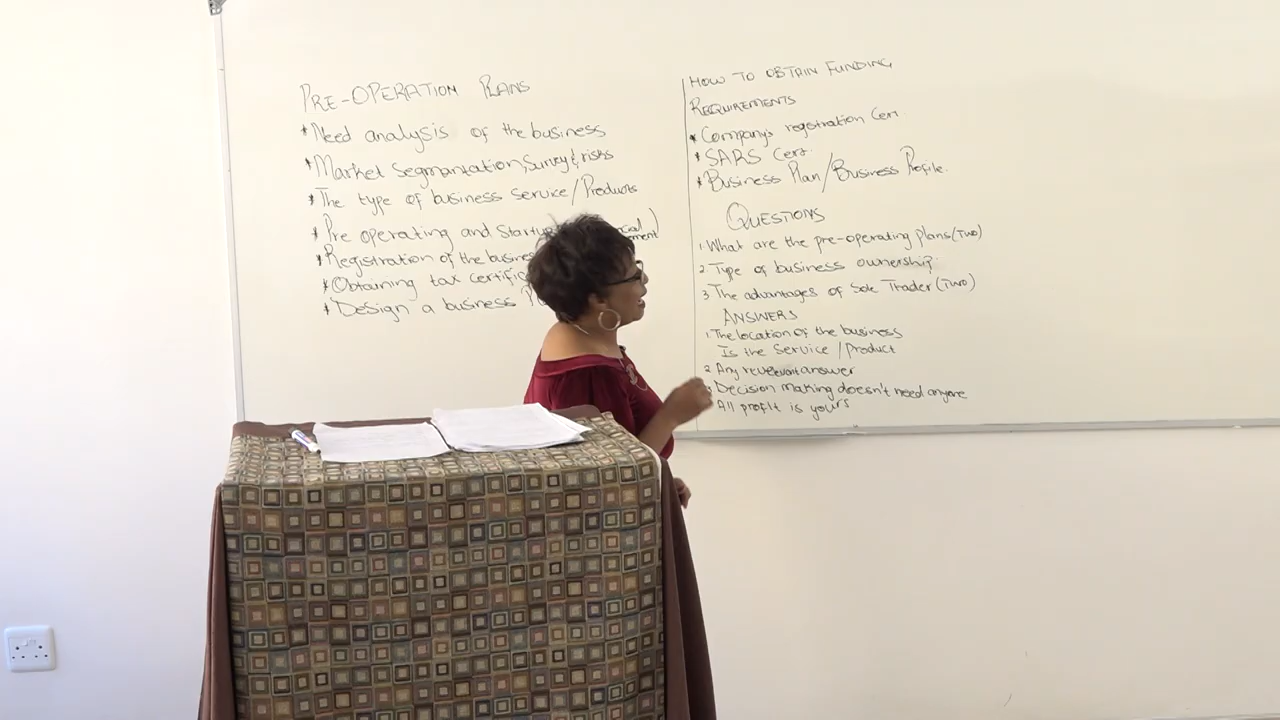 PRE-OPERATION PLANS
* Need analysis of the business
* Market Segmantation, Survey & risks
* The type of business service/Products
* Pre operating and Startup
* Registration of the
* Obtaining tax
* Design a business
HOW TO OBTAIN FUNDING
REQUIREMENTS
* Company's registration Cert.
* SARS Cert.
* Business Plan/Business Profile.
QUESTIONS
1. What are the pre-operating plans (Two)
2. Type of business ownership.
3. The advantages of Sole Trader (Two)
ANSWERS
1. The location of the business
Is the Service/Product
2. Any answer
Decision making doesn't need anyone
All profit is yours